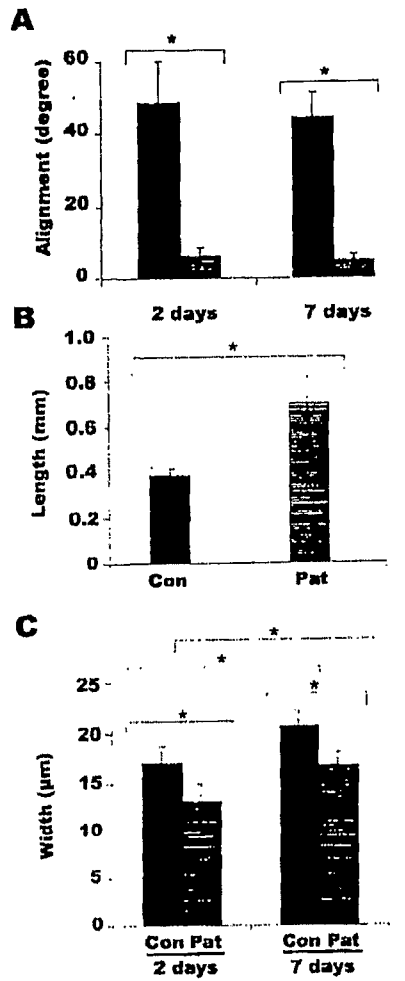 A
*
*
60
40
20
0
Alignment (degree)
2 days
7 days
B
1.0
*
0.8
0.6
0.4
0.2
0
Length (mm)
Con
Pat
C
*
*
*
*
25
20
15
10
5
0
Width (µm)
Con Pat
Con Pat
2 days
7 days